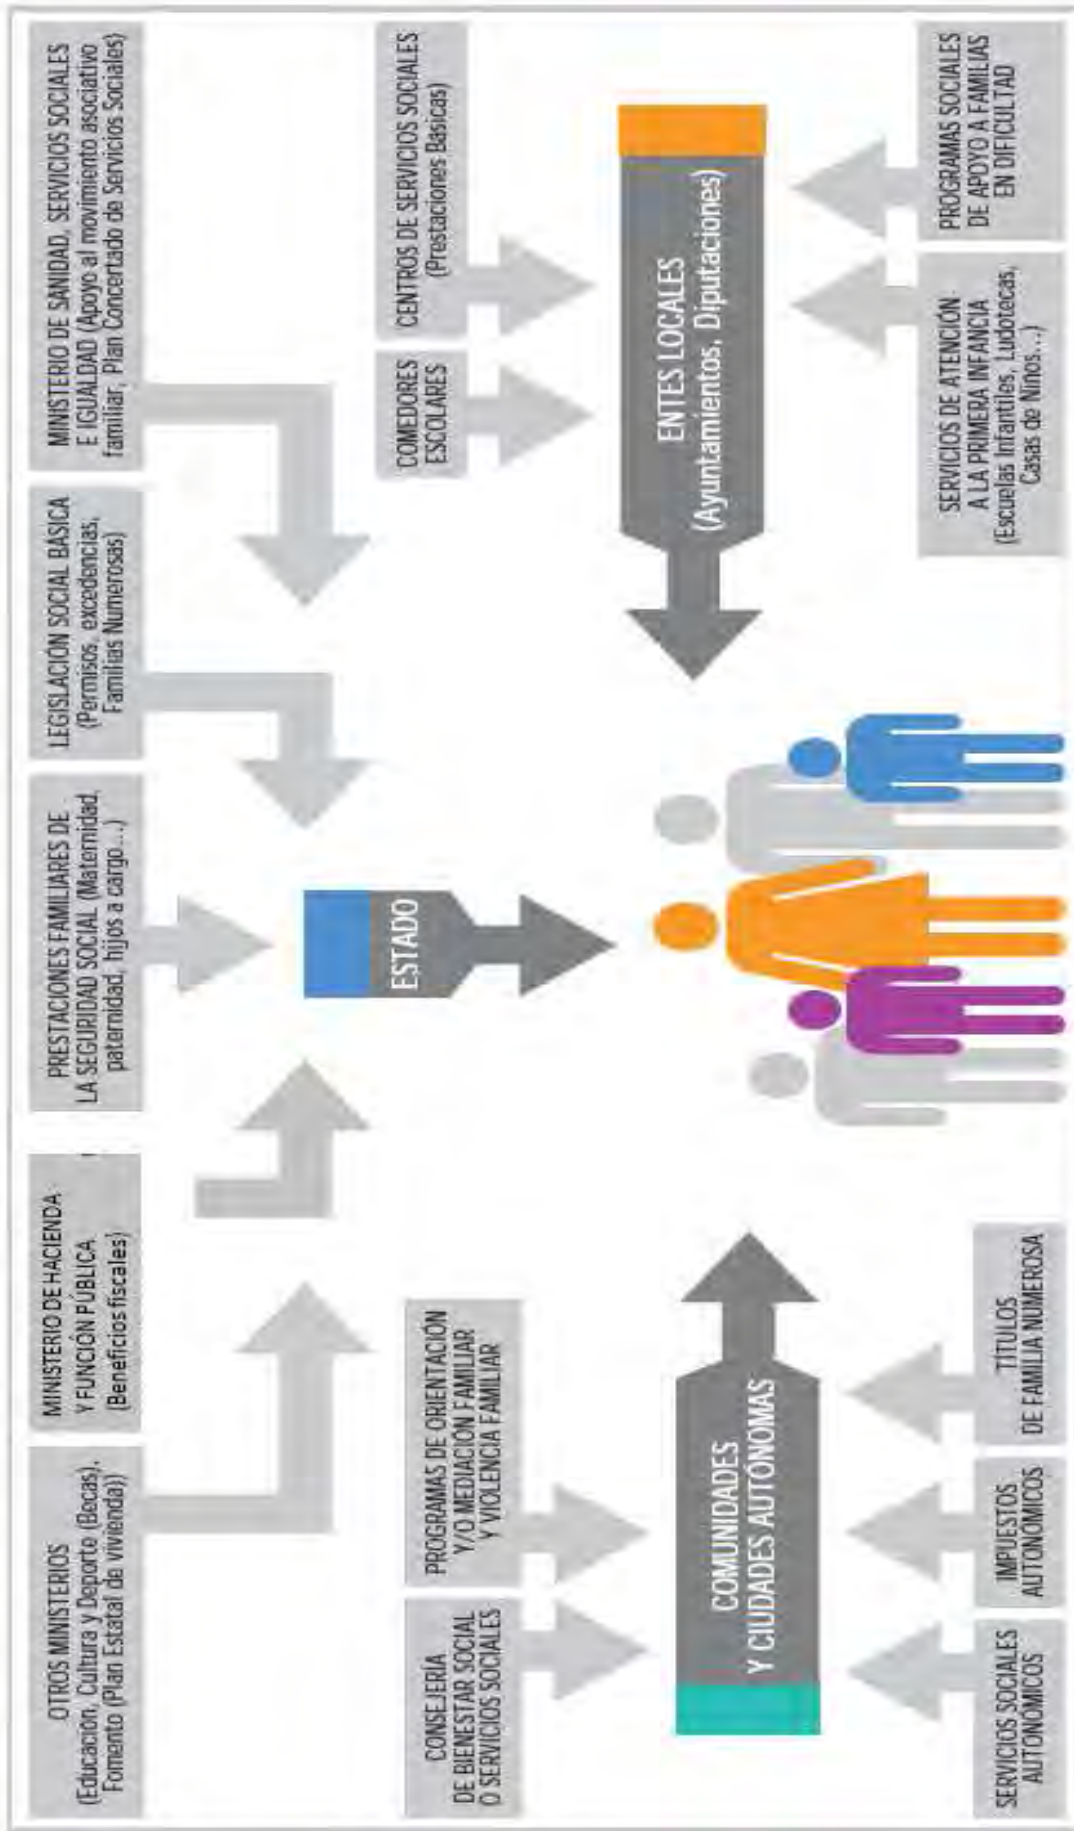 OTROS MINISTERIOS
(Educación, Cultura y Deporte (Becas),
Fomento (Plan Estatal de vivienda))
MINISTERIO DE HACIENDA
Y FUNCIÓN PÚBLICA
(Beneficios fiscales)
PRESTACIONES FAMILIARES DE
LA SEGURIDAD SOCIAL (Maternidad,
paternidad, hijos a cargo...)
LEGISLACIÓN SOCIAL BÁSICA
(Permisos, excedencias,
Familias Numerosas)
MINISTERIO DE SANIDAD, SERVICIOS SOCIALES
E IGUALDAD (Apoyo al movimiento asociativo
familiar, Plan Concertado de Servicios Sociales)
ESTADO
CONSEJERÍA
DE BIENESTAR SOCIAL
O SERVICIOS SOCIALES
PROGRAMAS DE ORIENTACIÓN
Y/O MEDIACIÓN FAMILIAR
Y VIOLENCIA FAMILIAR
COMUNIDADES
Y CIUDADES AUTÓNOMAS
SERVICIOS SOCIALES
AUTONÓMICOS
IMPUESTOS
AUTONÓMICOS
TÍTULOS
DE FAMILIA NUMEROSA
COMEDORES
ESCOLARES
CENTROS DE SERVICIOS SOCIALES
(Prestaciones Básicas)
ENTES LOCALES
(Ayuntamientos, Diputaciones)
SERVICIOS DE ATENCIÓN
A LA PRIMERA INFANCIA
(Escuelas Infantiles, Ludotecas,
Casas de Niños...)
PROGRAMAS SOCIALES
DE APOYO A FAMILIAS
EN DIFICULTAD